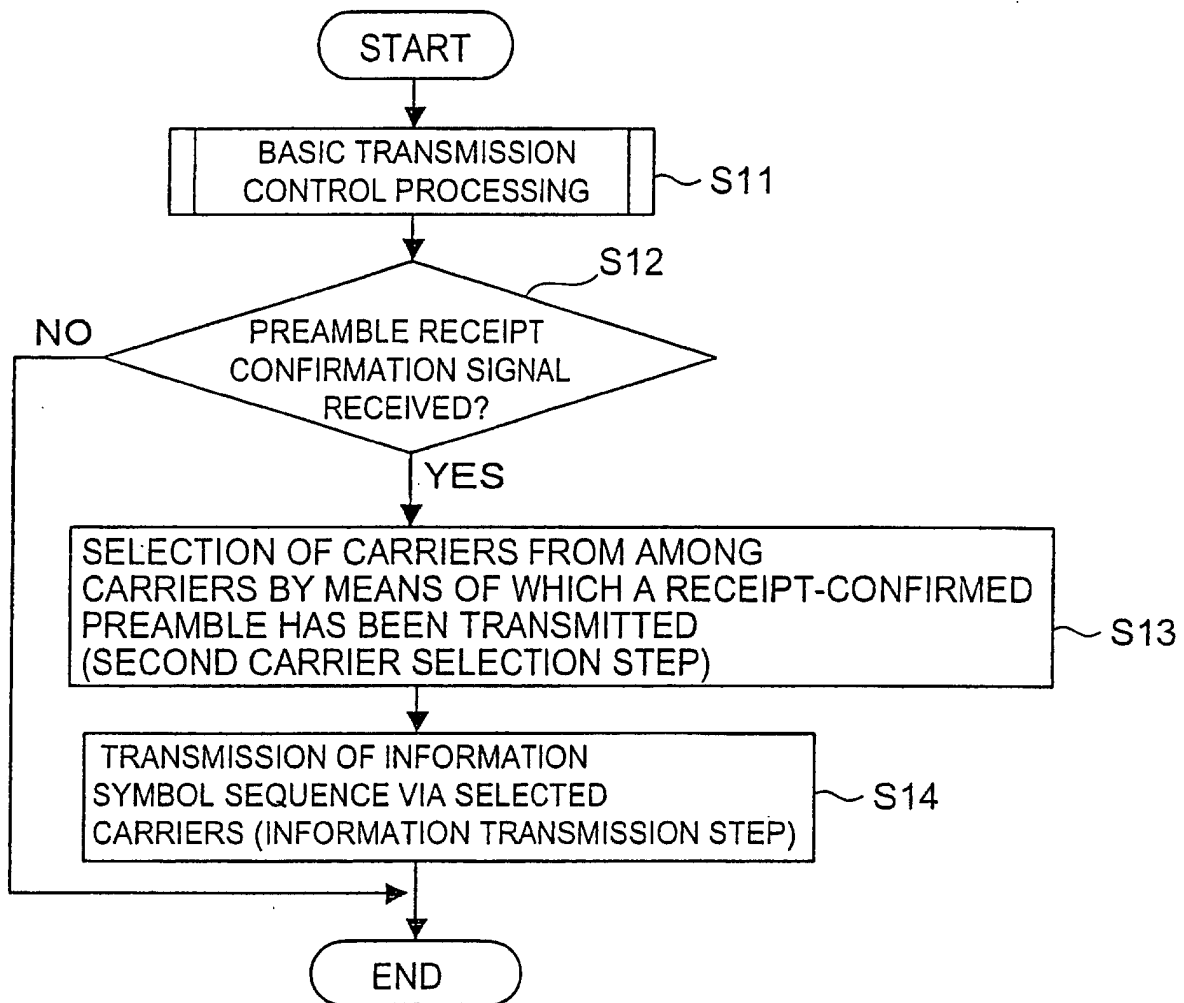 START
BASIC TRANSMISSION
CONTROL PROCESSING
S11
S12
NO
PREAMBLE RECEIPT
CONFIRMATION SIGNAL
RECEIVED?
YES
SELECTION OF CARRIERS FROM AMONG
CARRIERS BY MEANS OF WHICH A RECEIPT-CONFIRMED
PREAMBLE HAS BEEN TRANSMITTED
(SECOND CARRIER SELECTION STEP)
S13
TRANSMISSION OF INFORMATION
SYMBOL SEQUENCE VIA SELECTED
CARRIERS (INFORMATION TRANSMISSION STEP)
S14
END